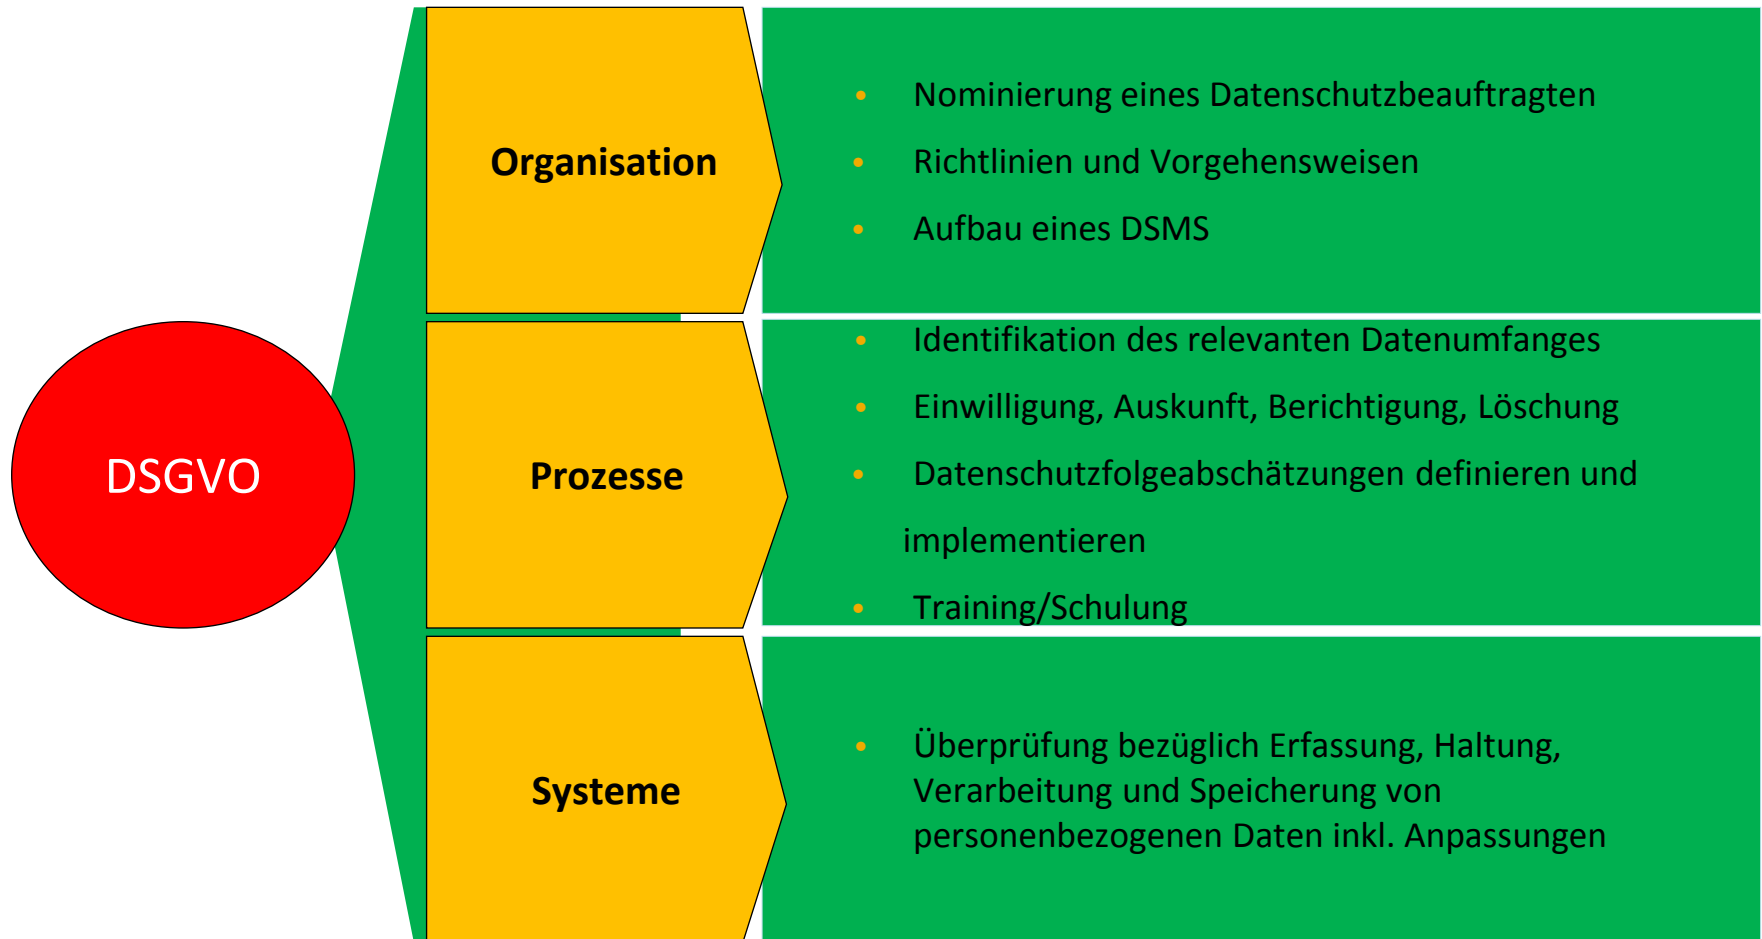 DSGVO
Organisation
• Nominierung eines Datenschutzbeauftragten
• Richtlinien und Vorgehensweisen
• Aufbau eines DSMS
Prozesse
• Identifikation des relevanten Datenumfanges
• Einwilligung, Auskunft, Berichtigung, Löschung
• Datenschutzfolgeabschätzungen definieren und
implementieren
• Training/Schulung
Systeme
• Überprüfung bezüglich Erfassung, Haltung,
Verarbeitung und Speicherung von
personenbezogenen Daten inkl. Anpassungen